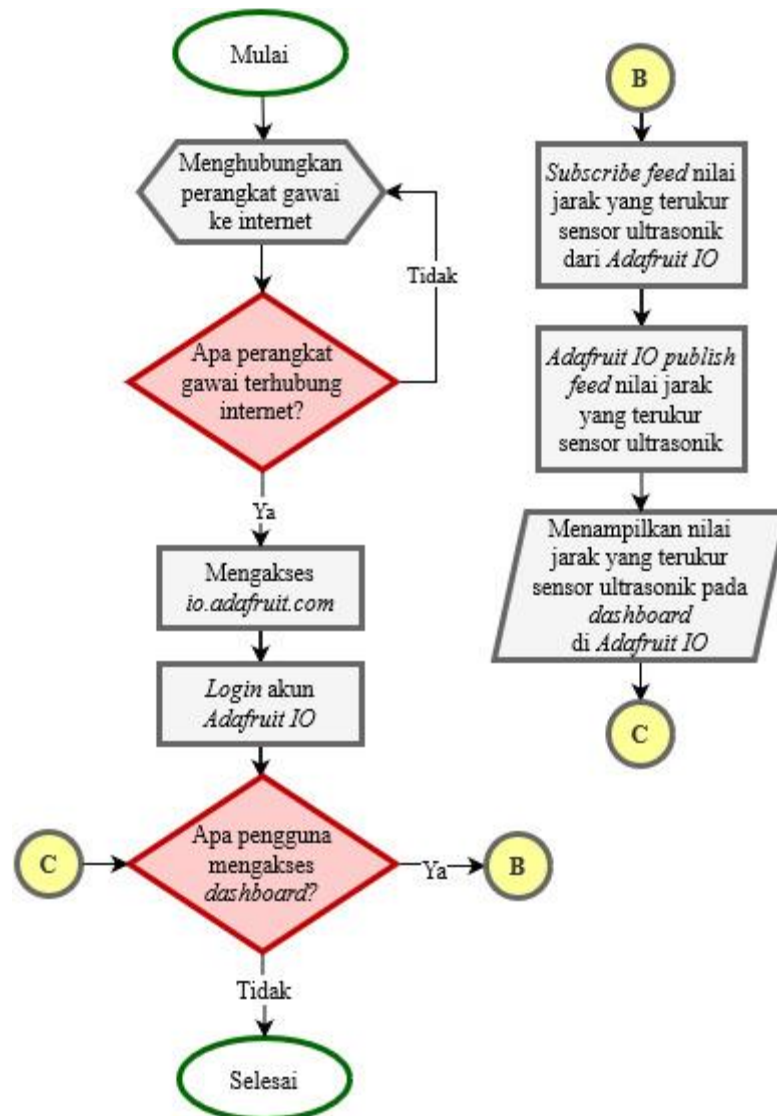 Mulai
Menghubungkan
perangkat gawai
ke internet
Tidak
Apa perangkat
gawai terhubung
internet?
Ya
Mengakses
io.adafruit.com
Login akun
Adafruit IO
C
Apa pengguna
mengakses
dashboard?
Ya
B
Tidak
Selesai
B
Subscribe feed nilai
jarak yang terukur
sensor ultrasonik
dari Adafruit IO
Adafruit IO publish
feed nilai jarak
yang terukur
sensor ultrasonik
Menampilkan nilai
jarak yang terukur
sensor ultrasonik pada
dashboard
di Adafruit IO
C